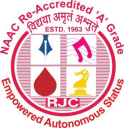 NAAC Re-Accredited 'A' Grade
विद्या अमृतं अश्नुते
ESTD. 1963
RJC
Empowered Autonomous Status